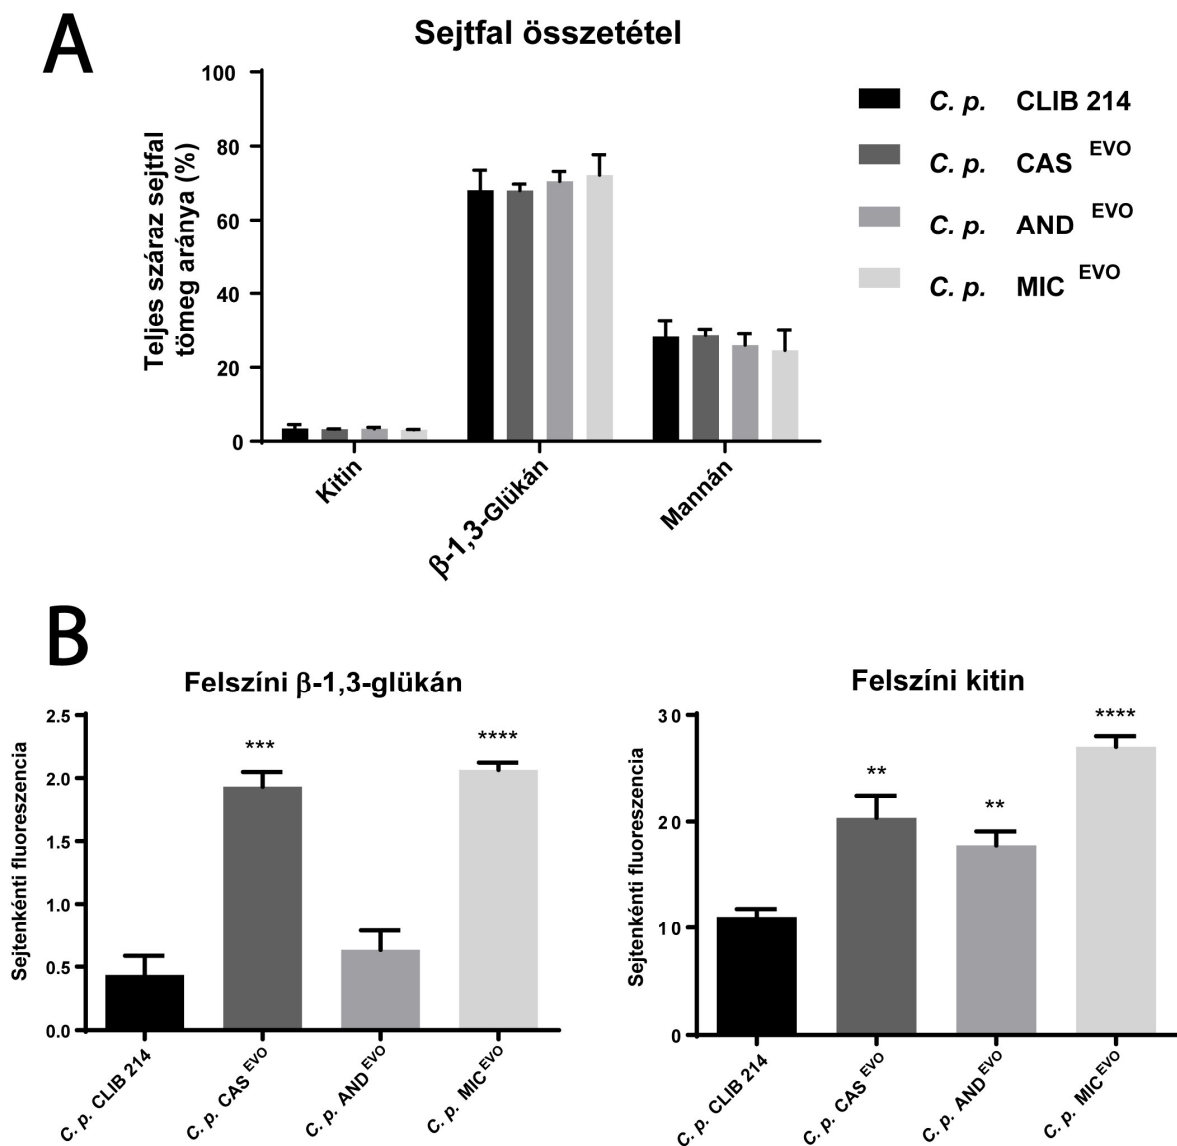 A
Sejtfal összetétel
Teljes száraz sejtfal
tömeg aránya (%)
100
80
60
40
20
0
Kitin
β-1,3-Glükán
Mannán
C. p. CLIB 214
C. p. CAS EVO
C. p. AND EVO
C. p. MIC EVO
B
Felszíni β-1,3-glükán
Sejtenkénti fluoreszencia
2.5
2.0
1.5
1.0
0.5
0.0
***
****
C. p. CLIB 214
C. p. CAS EVO
C. p. AND EVO
C. p. MIC EVO
Felszíni kitin
Sejtenkénti fluoreszencia
30
20
10
0
**
**
****
C. p. CLIB 214
C. p. CAS EVO
C. p. AND EVO
C. p. MIC EVO